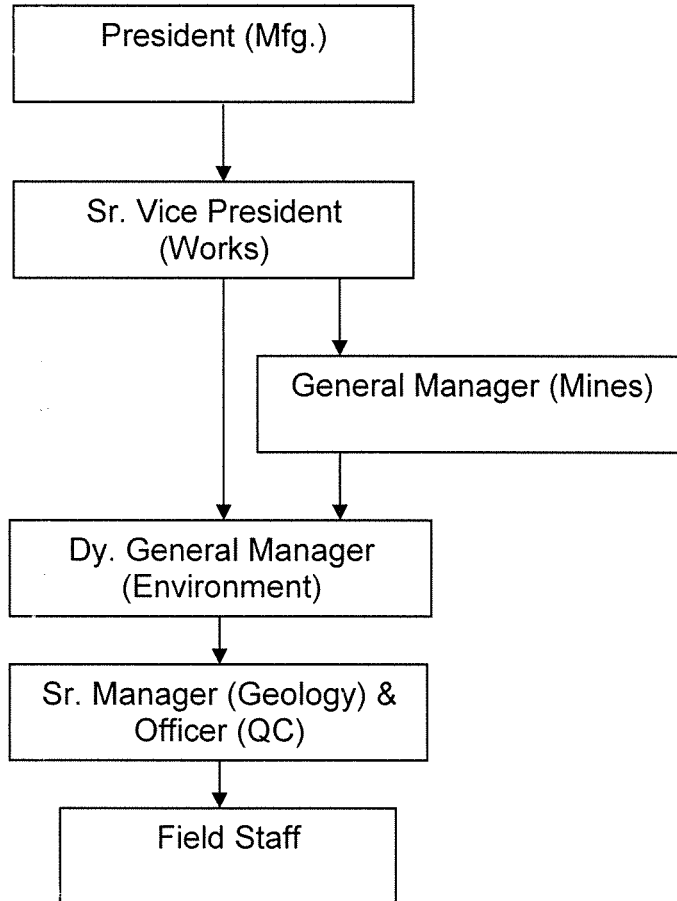 President (Mfg.)
Sr. Vice President
(Works)
General Manager (Mines)
Dy. General Manager
(Environment)
Sr. Manager (Geology) &
Officer (QC)
Field Staff